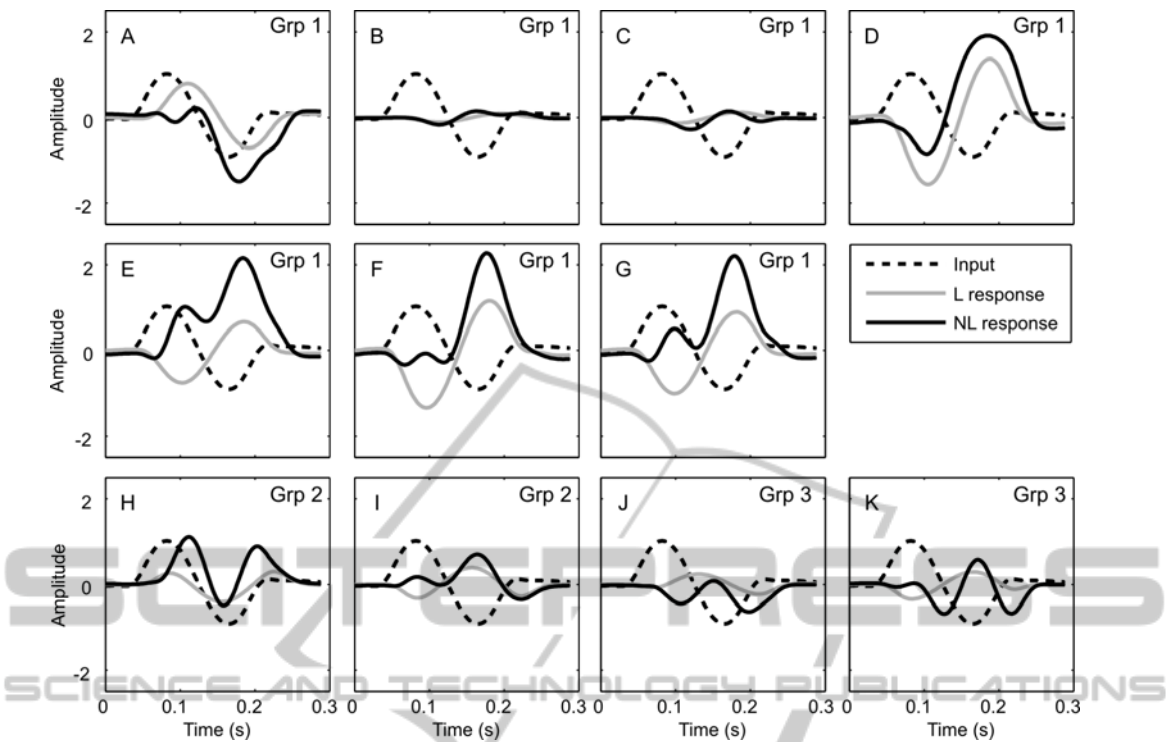 A Grp 1 B Grp 1 C Grp 1 D Grp 1
2
0
-2
Amplitude
E Grp 1 F Grp 1 G Grp 1
2
0
-2
Amplitude
Input
L response
NL response
H Grp 2 I Grp 2 J Grp 3 K Grp 3
2
0
-2
Amplitude
SCITEPRESS
SCIENCE AND TECHNOLOGY PUBLICATIONS
0 0.1 0.2 0.3 0 0.1 0.2 0.3 0 0.1 0.2 0.3 0 0.1 0.2 0.3
Time (s) Time (s) Time (s) Time (s)